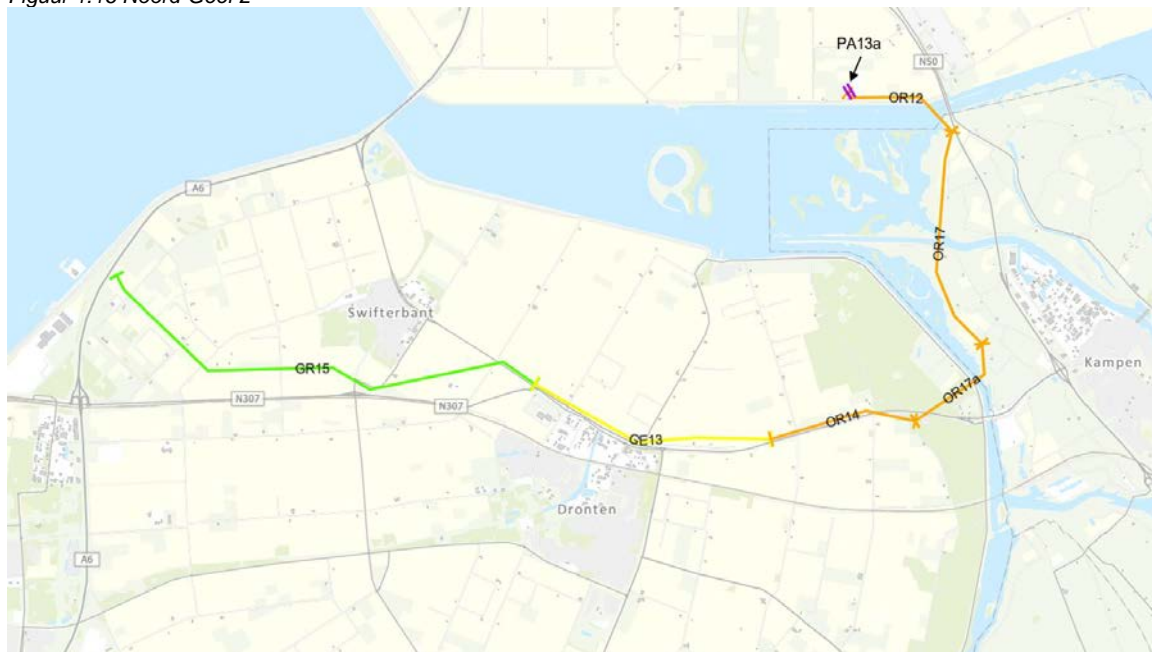 Figuur 4.16 Noord Geel 2
PA13a
N50
OR12
A6
OR17
Swifterbant
Kampen
GR15
OR17a
N307
N307
OR14
GE13
Dronten
A6